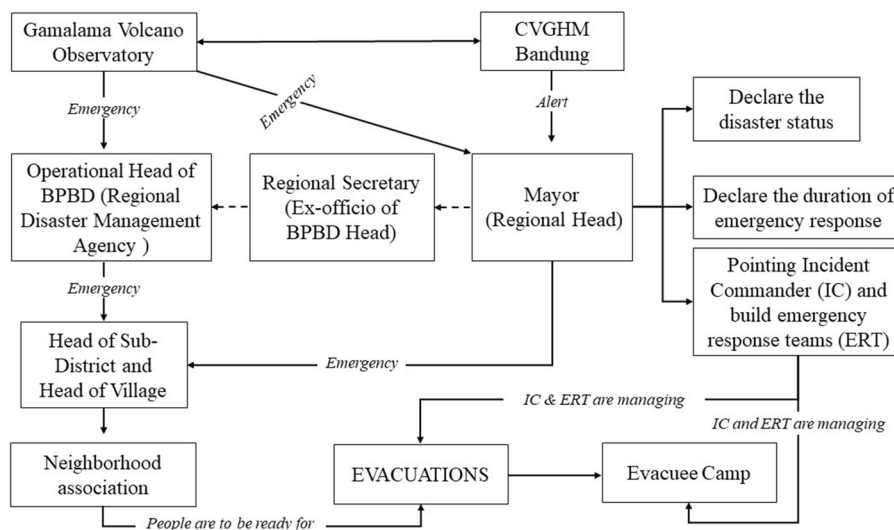 Gamalama Volcano
Observatory
CVGHM
Bandung
Emergency
Emergency
Alert
Declare the
disaster status
Operational Head of
BPBD (Regional
Disaster Management
Agency )
Regional Secretary
(Ex-officio of
BPBD Head)
Mayor
(Regional Head)
Declare the duration of
emergency response
Pointing Incident
Commander (IC) and
build emergency
response teams (ERT)
Emergency
Head of Sub-
District and
Head of Village
Emergency
IC & ERT are managing
IC and ERT are managing
Neighborhood
association
EVACUATIONS
Evacuee Camp
People are to be ready for